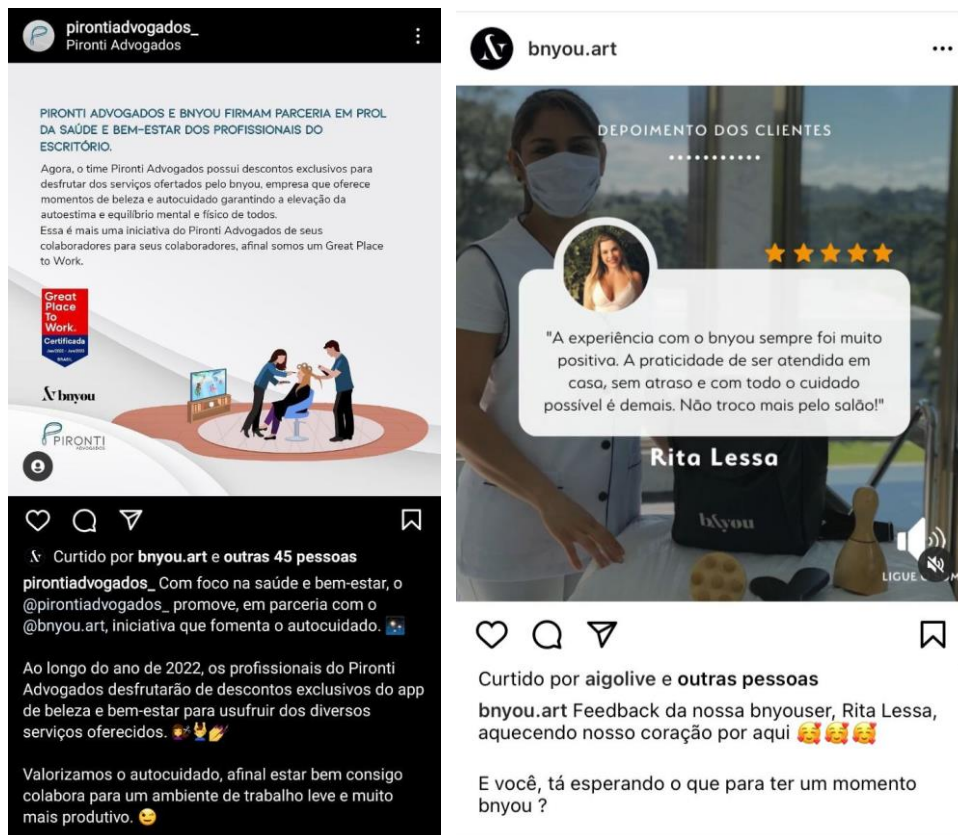 pirontiadvogados_
Pironti Advogados
PIRONTI ADVOGADOS E BNYOU FIRMAM PARCERIA EM PROL
DA SAÚDE E BEM-ESTAR DOS PROFISSIONAIS DO
ESCRITÓRIO.
Agora, o time Pironti Advogados possui descontos exclusivos para
desfrutar dos serviços ofertados pelo bnyou, empresa que oferece
momentos de beleza e autocuidado garantindo a elevação da
autoestima e equilíbrio mental e físico de todos.
Essa é mais uma iniciativa do Pironti Advogados de seus
colaboradores para seus colaboradores, afinal somos um Great Place
to Work.
Great
Place
To
Work.
Certificada
BRASIL
bnyou
PIRONTI
ADVOGADOS
Curtido por bnyou.art e outras 45 pessoas
pirontiadvogados_ Com foco na saúde e bem-estar, o
@pirontiadvogados_ promove, em parceria com o
@bnyou.art, iniciativa que fomenta o autocuidado.
Ao longo do ano de 2022, os profissionais do Pironti
Advogados desfrutarão de descontos exclusivos do app
de beleza e bem-estar para usufruir dos diversos
serviços oferecidos.
Valorizamos o autocuidado, afinal estar bem consigo
colabora para um ambiente de trabalho leve e muito
mais produtivo.
bnyou.art
DEPOIMENTO DOS CLIENTES
"A experiência com o bnyou sempre foi muito
positiva. A praticidade de ser atendida em
casa, sem atraso e com todo o cuidado
possível é demais. Não troco mais pelo salão!"
Rita Lessa
bnyou
LIGUE
Curtido por aigolive e outras pessoas
bnyou.art Feedback da nossa bnyouser, Rita Lessa,
aquecendo nosso coração por aqui
E você, tá esperando o que para ter um momento
bnyou ?